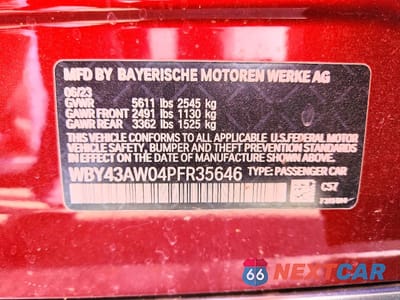 MFD BY BAYERISCHE MOTOREN WERKE AG
06/23
GVWR 5611 lbs 2545 kg
GAWR FRONT 2491 lbs 1130 kg
GAWR REAR 3362 lbs 1525 kg
THIS VEHICLE CONFORMS TO ALL APPLICABLE U.S.FEDERAL MOTOR
VEHICLE SAFETY, BUMPER AND THEFT PREVENTION STANDARDS
IN EFFECT ON THE DATE OF MANUFACTURE SHOWN ABOVE.
WBY43AW04PFR35646 TYPE: PASSENGER CAR
C57
66 NEXTCAR